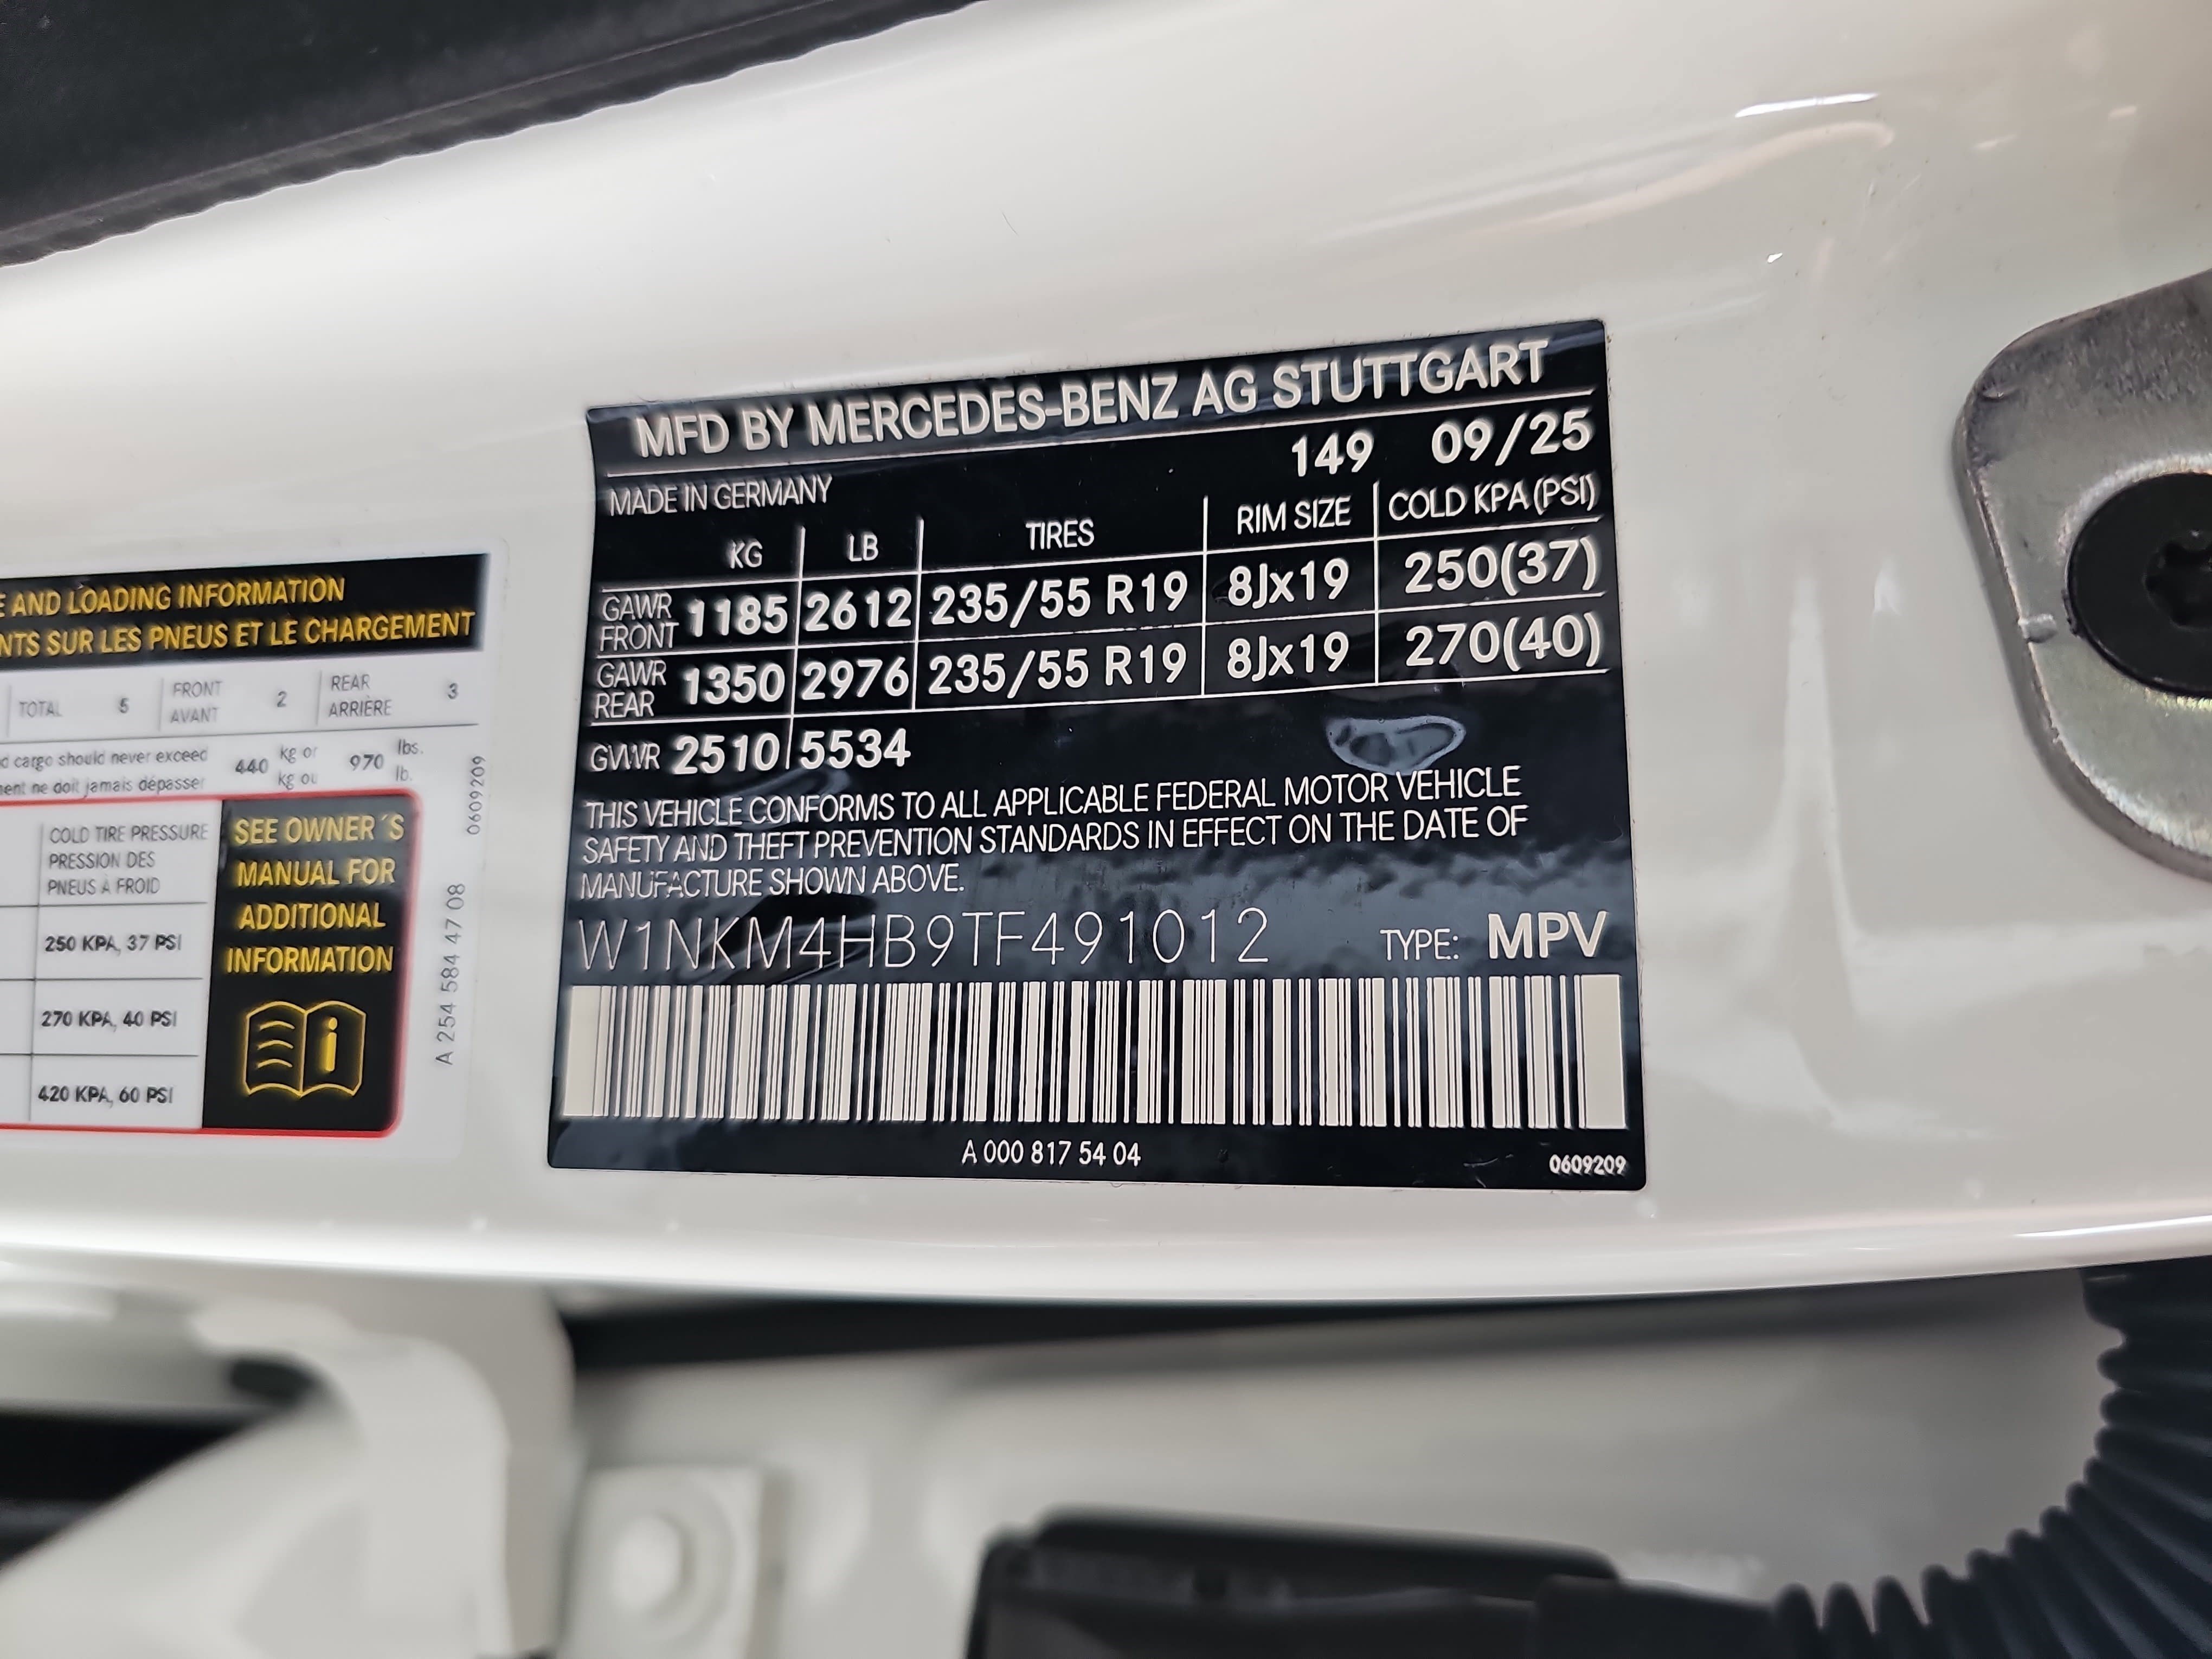 MFD BY MERCEDES-BENZ AG STUTTGART
149 09/25
MADE IN GERMANY
KG LB TIRES RIM SIZE COLD KPA (PSI)
GAWR FRONT 1185 2612 235/55 R19 8Jx19 250(37)
GAWR REAR 1350 2976 235/55 R19 8Jx19 270(40)
GVWR 2510 5534
THIS VEHICLE CONFORMS TO ALL APPLICABLE FEDERAL MOTOR VEHICLE
SAFETY AND THEFT PREVENTION STANDARDS IN EFFECT ON THE DATE OF
MANUFACTURE SHOWN ABOVE.
W1NKM4HB9TF491012 TYPE: MPV
A 000 817 54 04
0609209
AND LOADING INFORMATION
SUR LES PNEUS ET LE CHARGEMENT
TOTAL 5 FRONT AVANT 2 REAR ARRIÈRE 3
cargo should never exceed 440 kg or 970 lbs.
ne doit jamais dépasser kg ou lb.
COLD TIRE PRESSURE
PRESSION DES
PNEUS À FROID
250 KPA, 37 PSI
270 KPA, 40 PSI
420 KPA, 60 PSI
SEE OWNER´S
MANUAL FOR
ADDITIONAL
INFORMATION
A 254 584 47 08
0609209